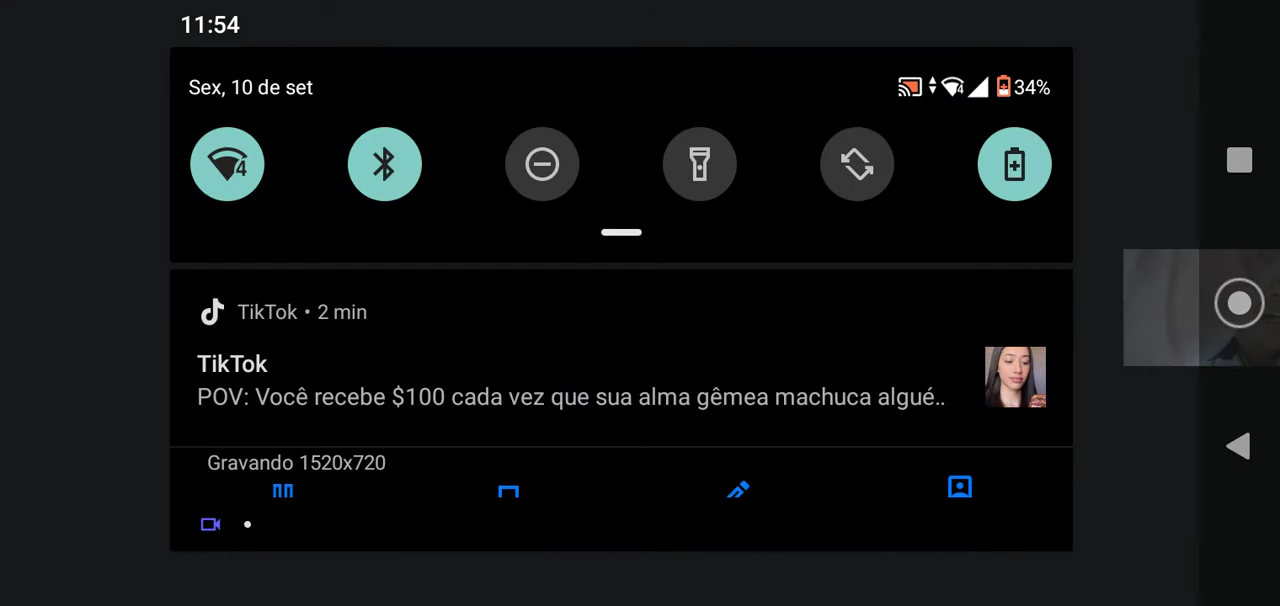 11:54
Sex, 10 de set
34%
4
TikTok • 2 min
TikTok
POV: Você recebe $100 cada vez que sua alma gêmea machuca algué..
Gravando 1520x720